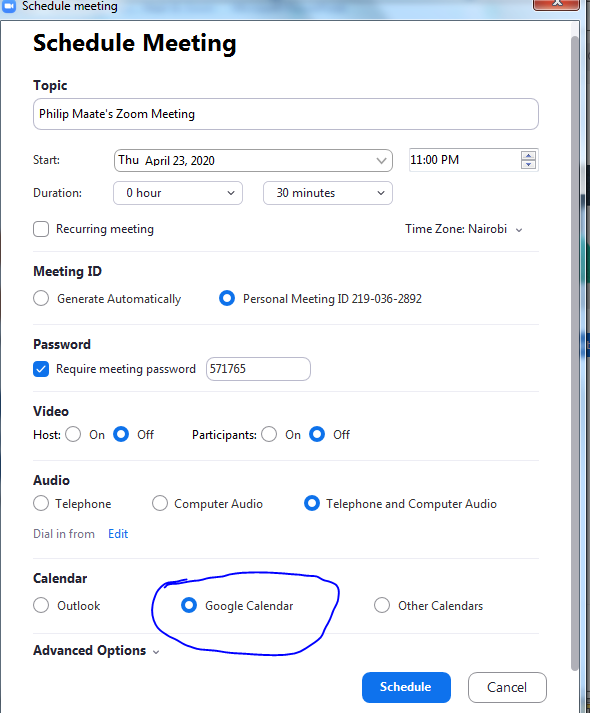 Schedule meeting
Schedule Meeting
Topic
Philip Maate's Zoom Meeting
Start: Thu April 23, 2020 11:00 PM
Duration: 0 hour 30 minutes
Recurring meeting Time Zone: Nairobi
Meeting ID
Generate Automatically Personal Meeting ID 219-036-2892
Password
Require meeting password 571765
Video
Host: On Off Participants: On Off
Audio
Telephone Computer Audio Telephone and Computer Audio
Dial in from Edit
Calendar
Outlook Google Calendar Other Calendars
Advanced Options
Schedule Cancel